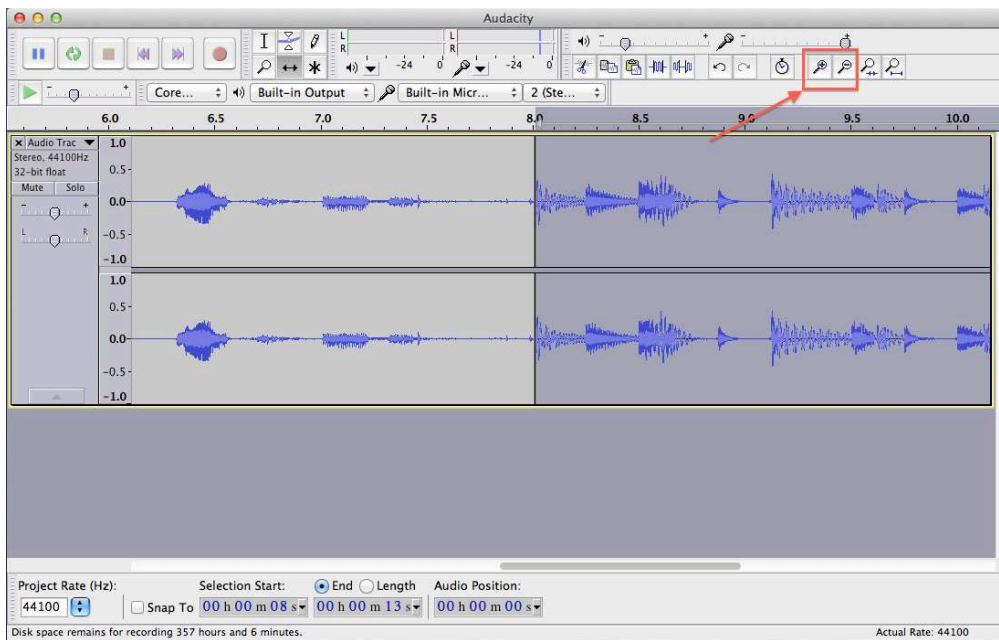 Audacity
L
R
L
R
-24 0
-24 0
Core...
Built-in Output
Built-in Micr...
2 (Ste...
6.0 6.5 7.0 7.5 8.0 8.5 9.0 9.5 10.0
Audio Trac
Stereo, 44100Hz
32-bit float
Mute Solo
- +
L R
1.0
0.5-
0.0-
-0.5-
-1.0
1.0
0.5-
0.0-
-0.5-
-1.0
Project Rate (Hz): Selection Start: End Length Audio Position:
44100 Snap To 00 h 00 m 08 s 00 h 00 m 13 s 00 h 00 m 00 s
Disk space remains for recording 357 hours and 6 minutes. Actual Rate: 44100